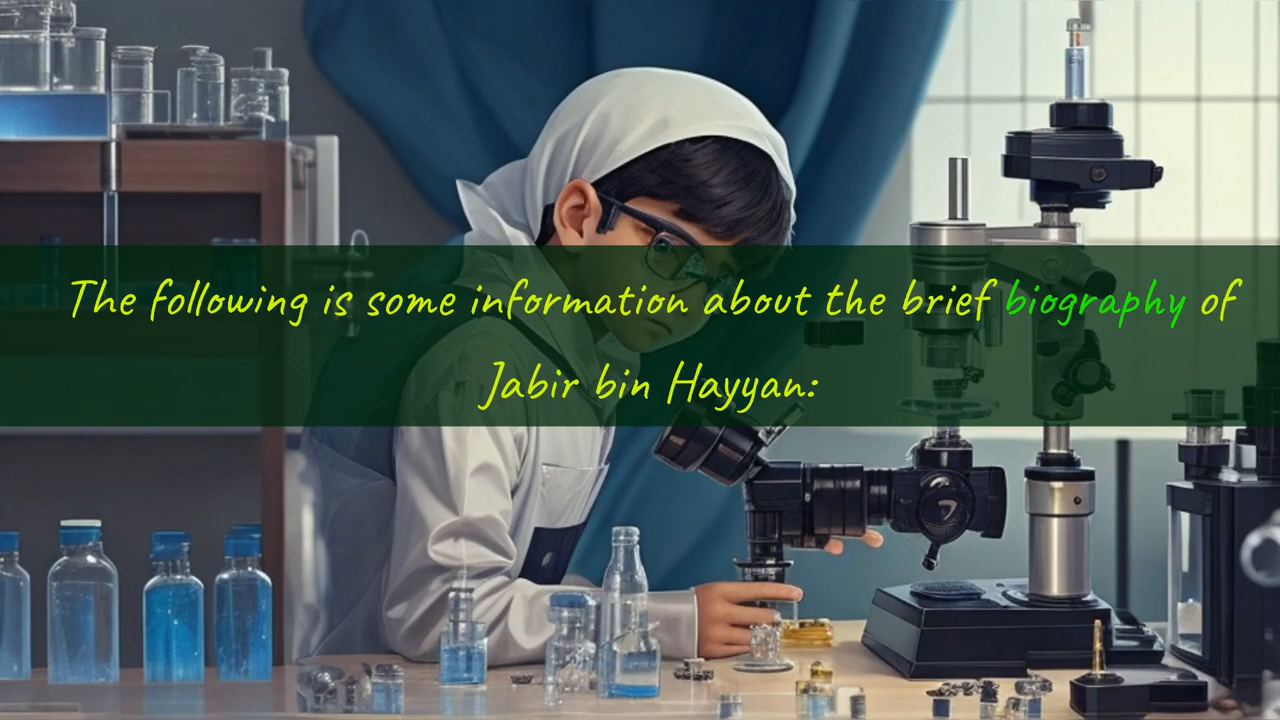 The following is some information about the brief biography of
Jabir bin Hayyan: